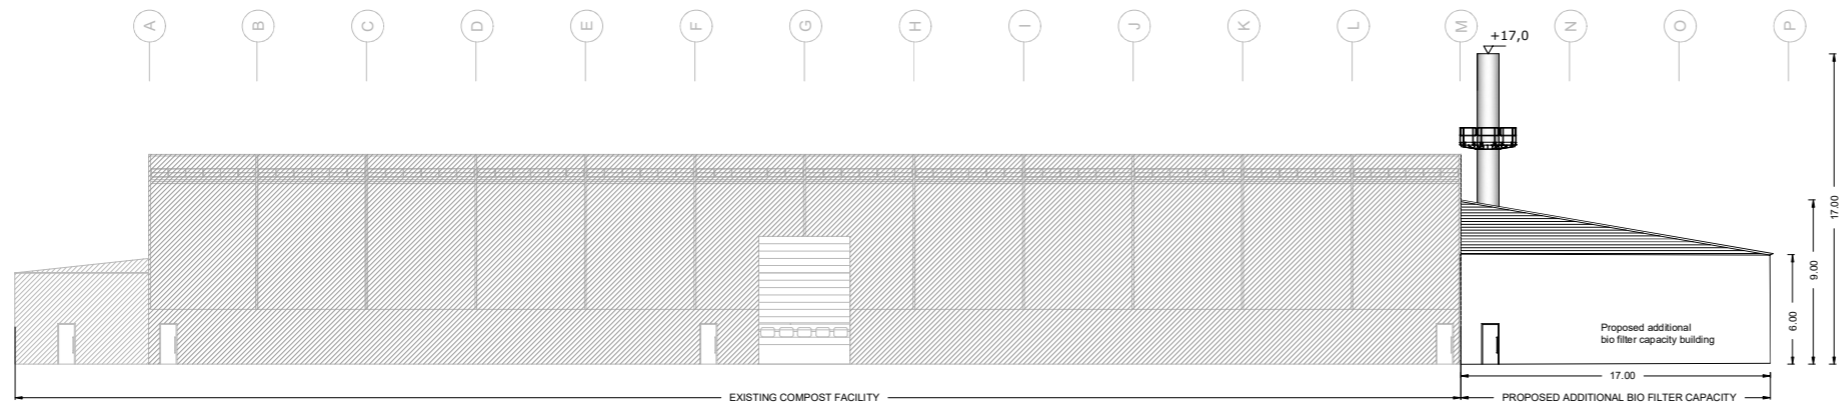 A
B
C
D
E
F
G
H
I
J
K
L
M
N
O
P
+17,0
17.00
9.00
6.00
Proposed additional
bio filter capacity building
17.00
EXISTING COMPOST FACILITY
PROPOSED ADDITIONAL BIO FILTER CAPACITY